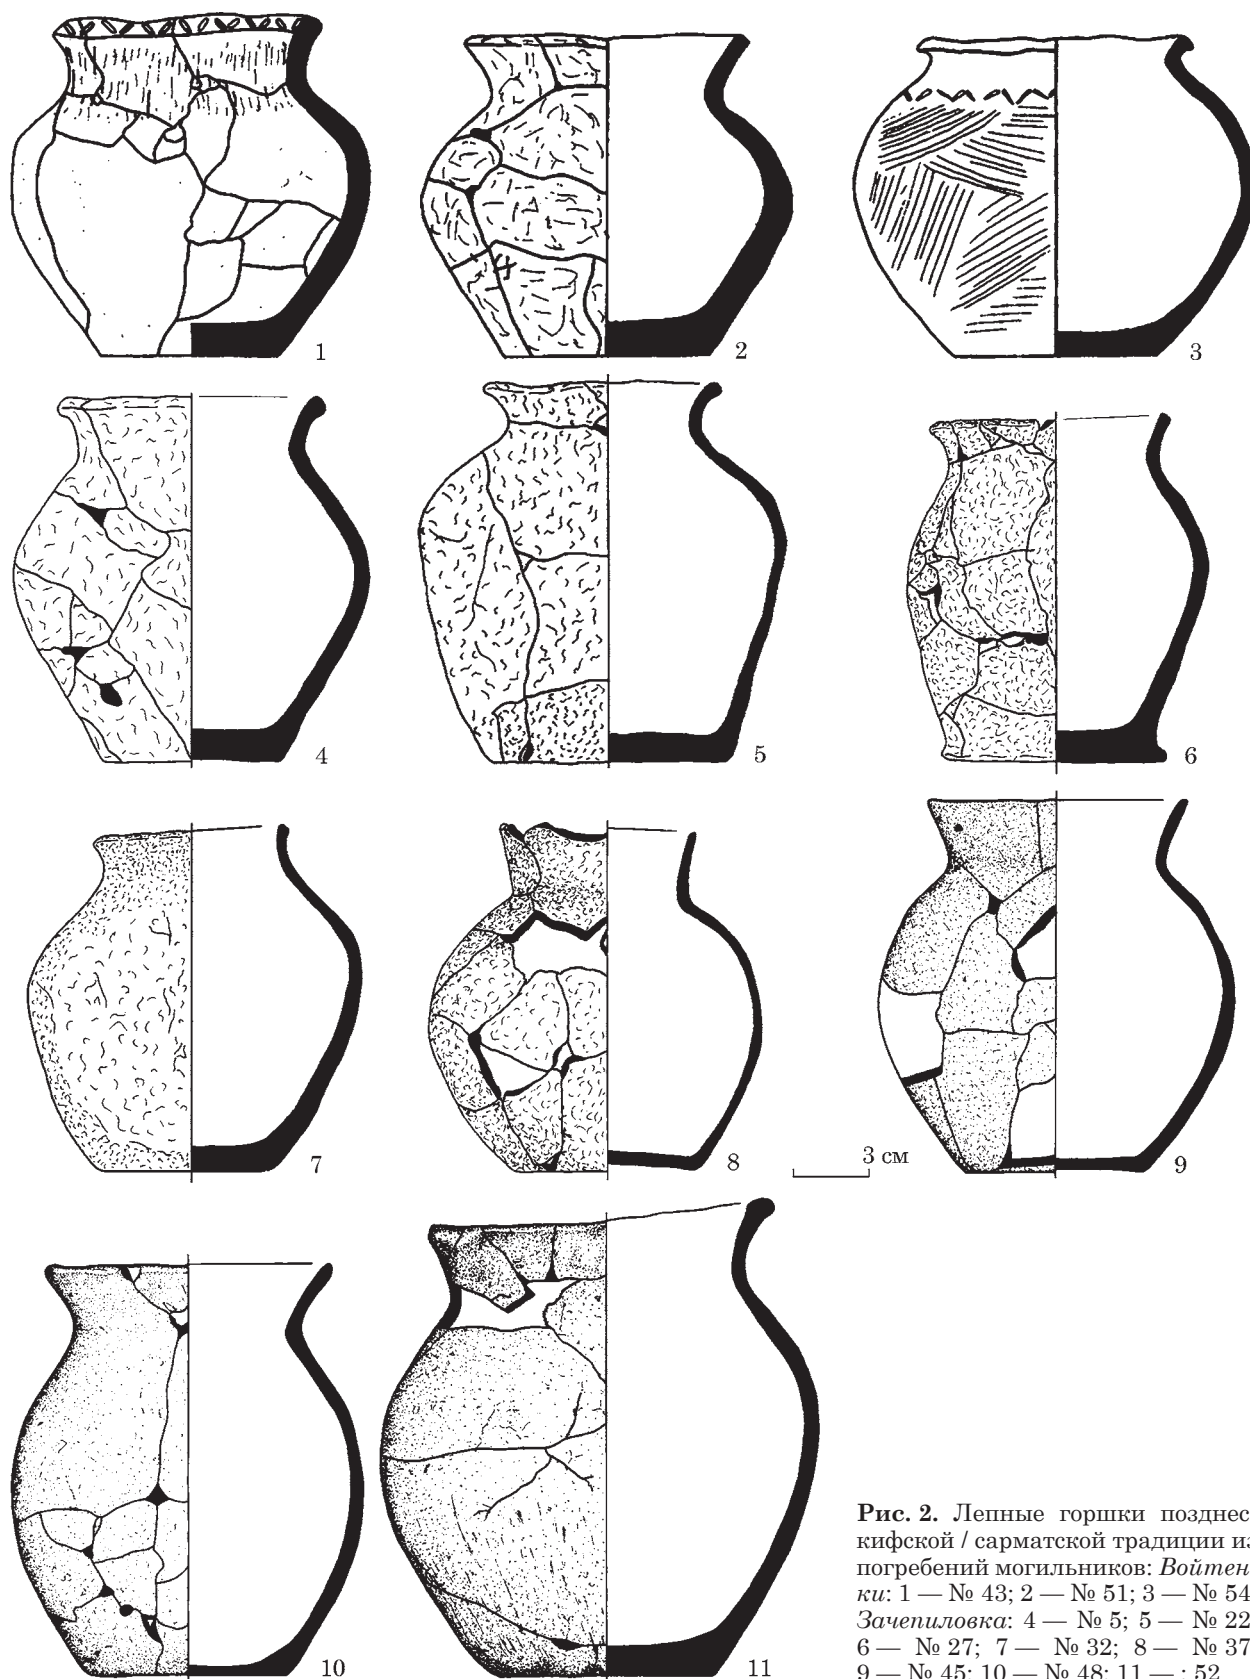 1
2
3
4
5
6
7
8
3 см
9
10
11
Рис. 2. Лепные горшки позднес
кифской / сарматской традиции из
погребений могильников: Войтен
ки: 1 — № 43; 2 — № 51; 3 — № 54
Зачепиловка: 4 — № 5; 5 — № 22
6 — № 27; 7 — № 32; 8 — № 37
9 — № 45; 10 — № 48; 11 — : 52